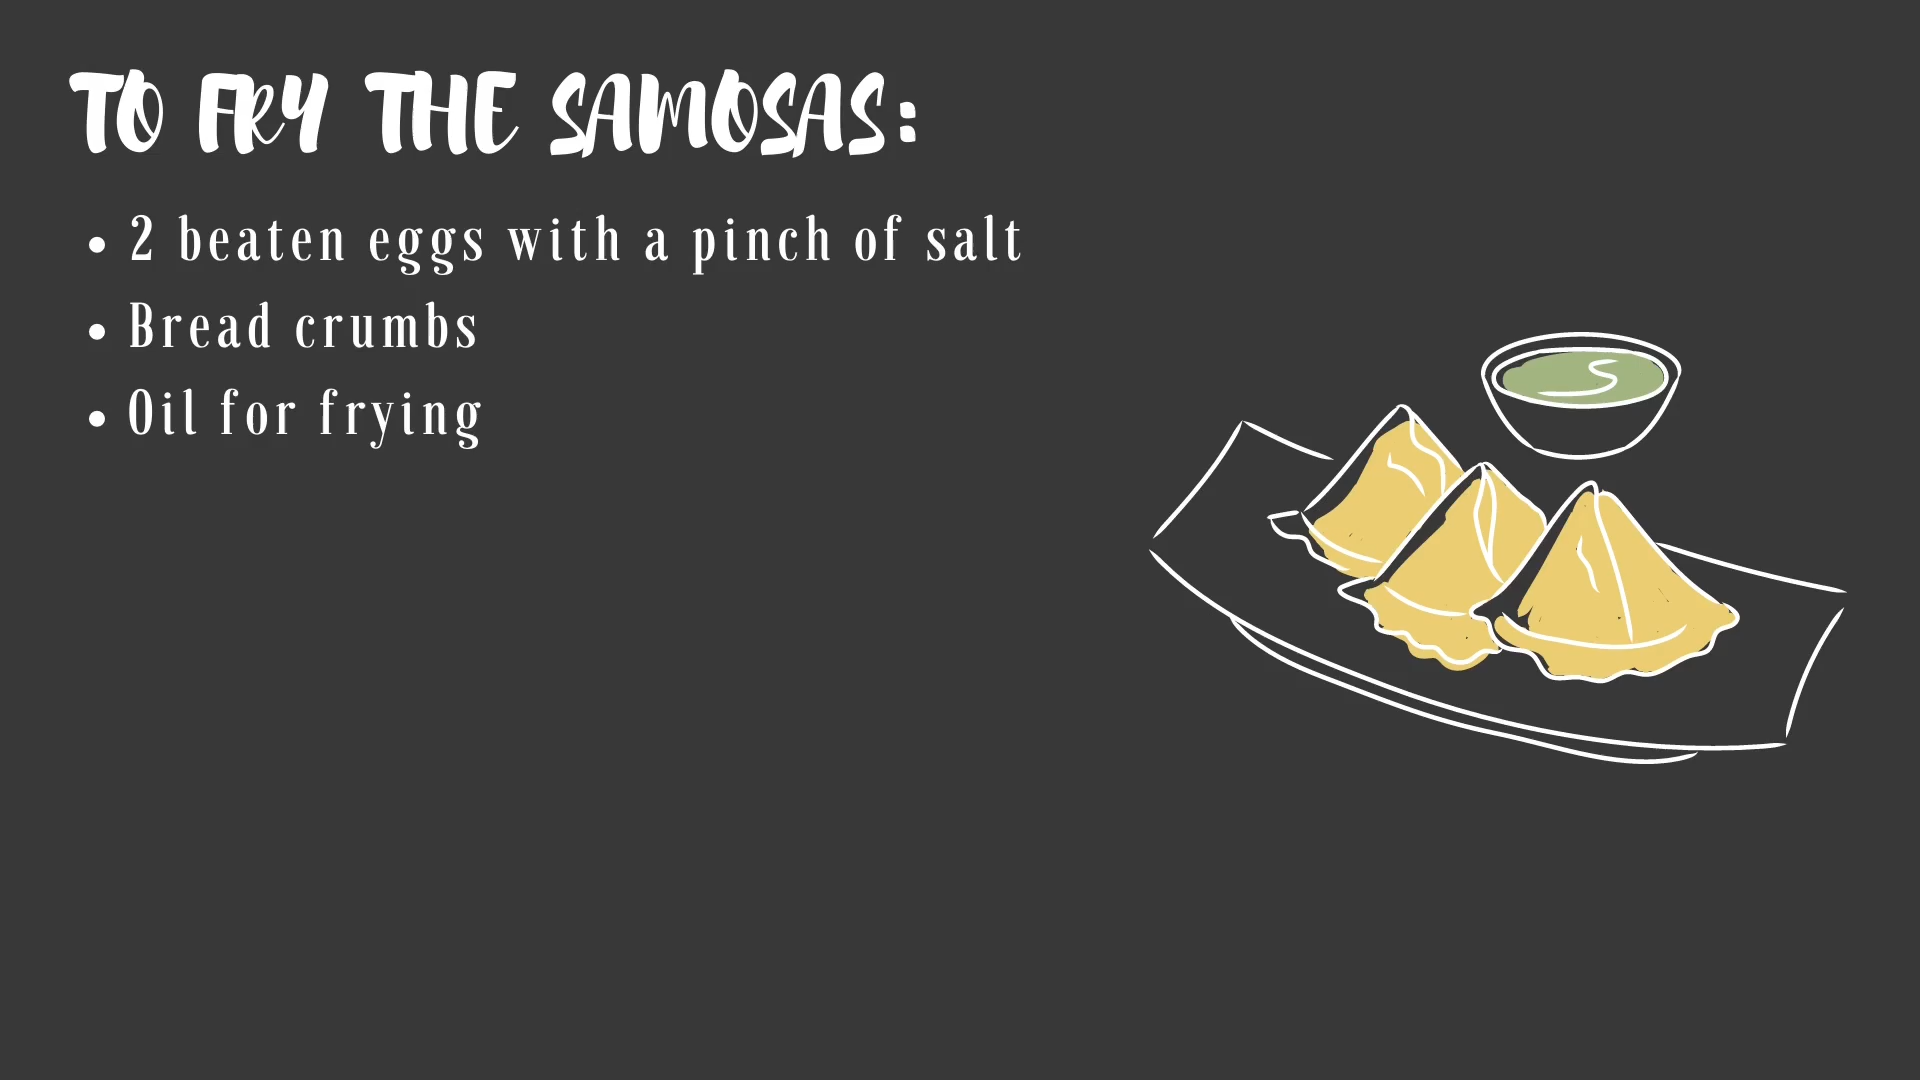 TO FRY THE SAMOSAS:
• 2 beaten eggs with a pinch of salt
• Bread crumbs
• Oil for frying